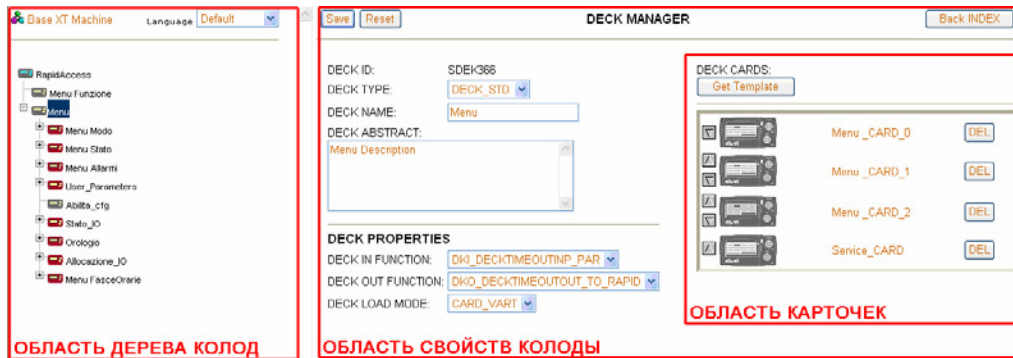 Base XT Machine Language Default
RapidAccess
Menu Funzione
Menu
Menu Modo
Menu Stato
Menu Allarmi
User_Parameters
Abilita_cfg
Stato_IO
Orologio
Allocazione_IO
Menu FasceOrarie
ОБЛАСТЬ ДЕРЕВА КОЛОД
Save Reset DECK MANAGER Back INDEX
DECK ID: SDEK366
DECK TYPE: DECK_STD
DECK NAME: Menu
DECK ABSTRACT:
Menu Description
DECK PROPERTIES
DECK IN FUNCTION: DKI_DECKTIMEOUTINP_PAR
DECK OUT FUNCTION: DKO_DECKTIMEOUTOUT_TO_RAPID
DECK LOAD MODE: CARD_VART
ОБЛАСТЬ СВОЙСТВ КОЛОДЫ
DECK CARDS:
Get Template
Menu _CARD_0 DEL
Menu _CARD_1 DEL
Menu _CARD_2 DEL
Service_CARD DEL
ОБЛАСТЬ КАРТОЧЕК